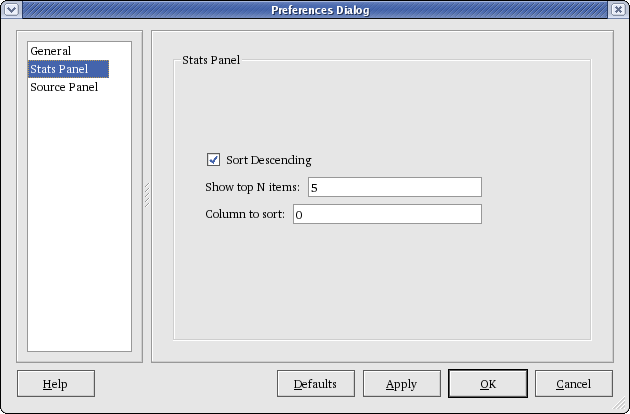 Preferences Dialog
General
Stats Panel
Source Panel
Stats Panel
Sort Descending
Show top N items: 5
Column to sort: 0
Help
Defaults
Apply
OK
Cancel